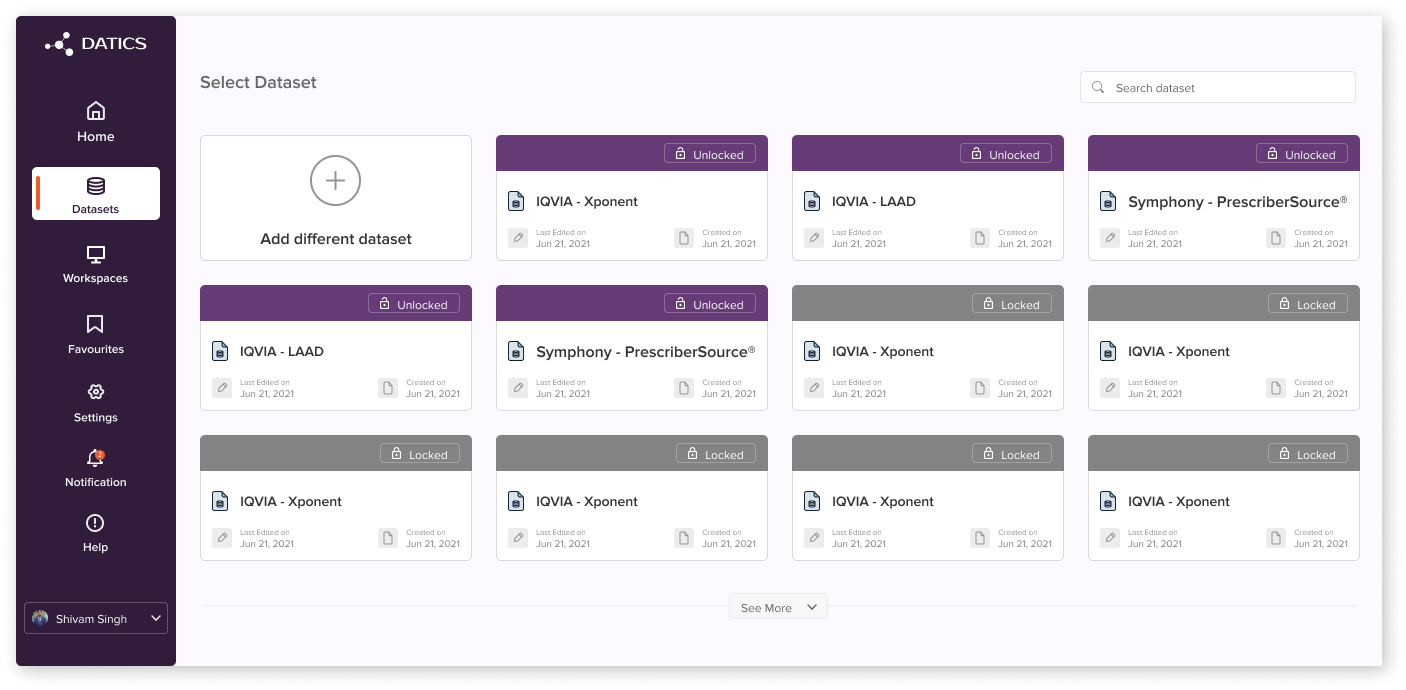 DATICS
Home
Datasets
Workspaces
Favourites
Settings
2
Notification
Help
Shivam Singh
Select Dataset
Search dataset
Add different dataset
Unlocked
IQVIA - Xponent
Last Edited on
Jun 21, 2021
Created on
Jun 21, 2021
Unlocked
IQVIA - LAAD
Last Edited on
Jun 21, 2021
Created on
Jun 21, 2021
Unlocked
Symphony - PrescriberSource®
Last Edited on
Jun 21, 2021
Created on
Jun 21, 2021
Unlocked
IQVIA - LAAD
Last Edited on
Jun 21, 2021
Created on
Jun 21, 2021
Unlocked
Symphony - PrescriberSource®
Last Edited on
Jun 21, 2021
Created on
Jun 21, 2021
Locked
IQVIA - Xponent
Last Edited on
Jun 21, 2021
Created on
Jun 21, 2021
Locked
IQVIA - Xponent
Last Edited on
Jun 21, 2021
Created on
Jun 21, 2021
Locked
IQVIA - Xponent
Last Edited on
Jun 21, 2021
Created on
Jun 21, 2021
Locked
IQVIA - Xponent
Last Edited on
Jun 21, 2021
Created on
Jun 21, 2021
Locked
IQVIA - Xponent
Last Edited on
Jun 21, 2021
Created on
Jun 21, 2021
Locked
IQVIA - Xponent
Last Edited on
Jun 21, 2021
Created on
Jun 21, 2021
See More